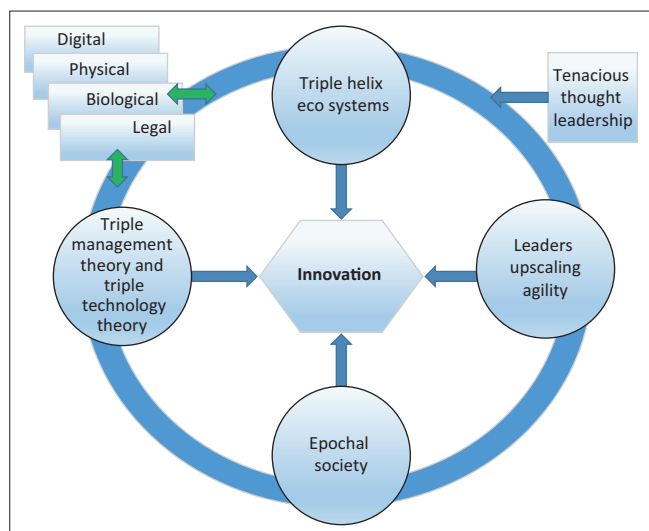 Digital
Physical
Biological
Legal
Triple helix
eco systems
Tenacious
thought
leadership
Triple
management
theory and
triple
technology
theory
Innovation
Leaders
upscaling
agility
Epochal
society